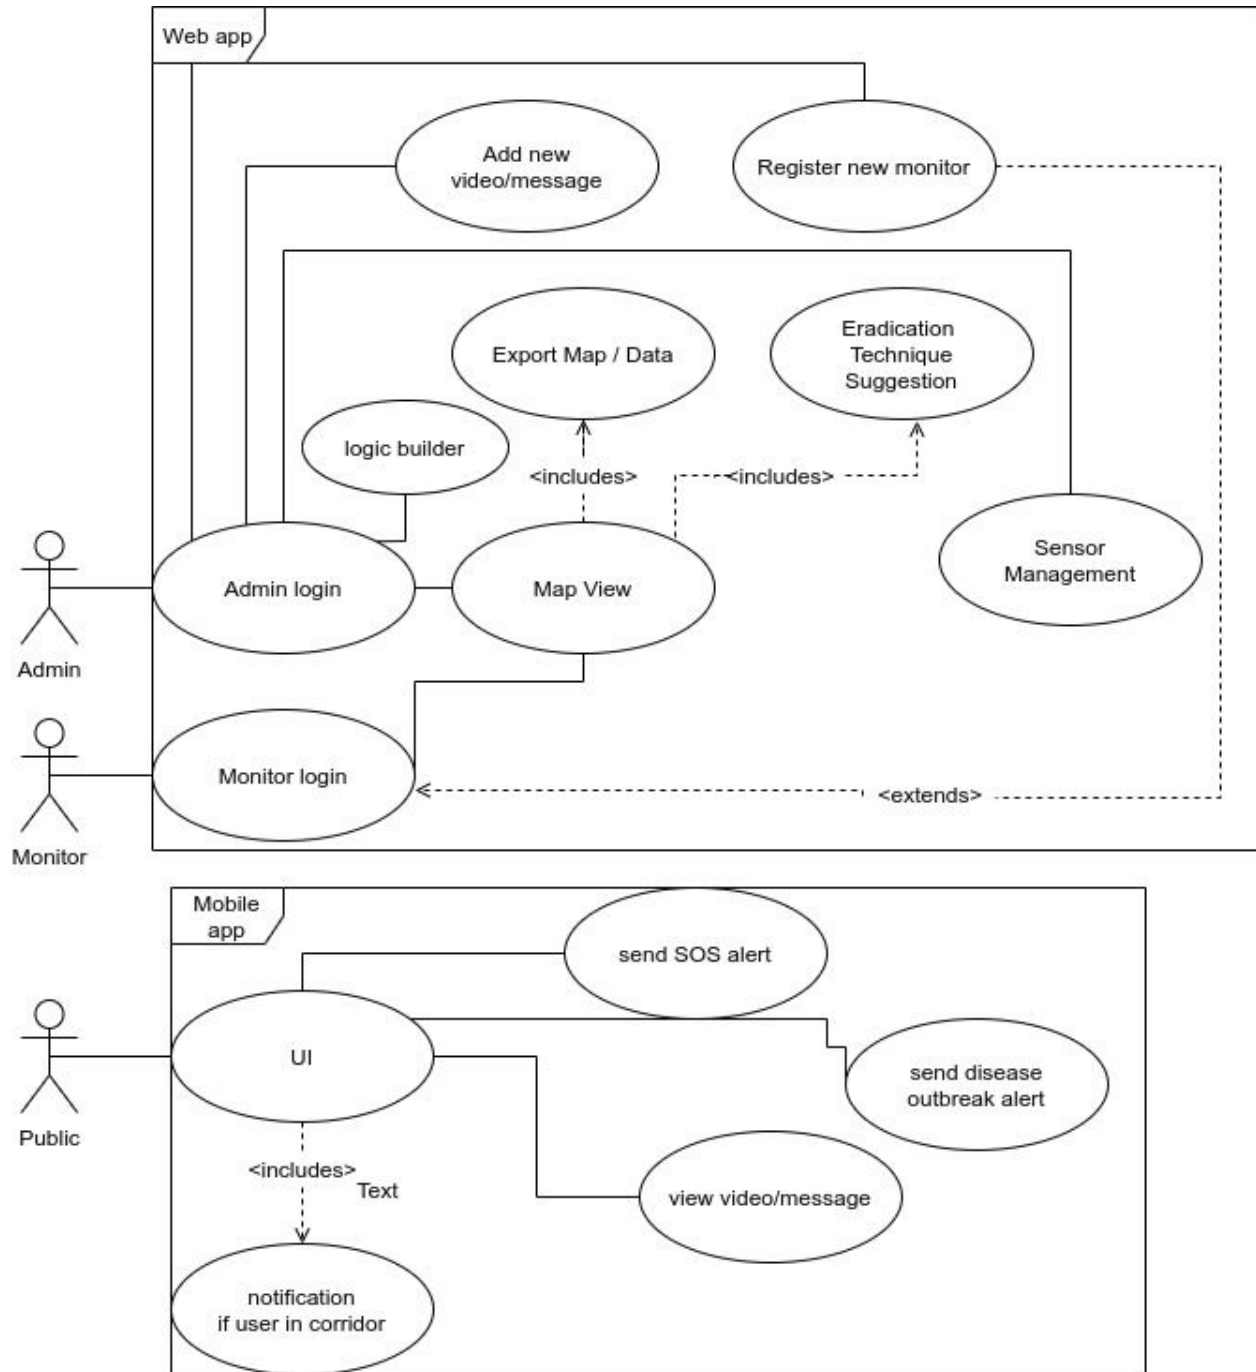 Web app
Add new
video/message
Register new monitor
Export Map / Data
Eradication
Technique
Suggestion
logic builder
<includes>
<includes>
Admin login
Map View
Sensor
Management
Admin
Monitor login
<extends>
Monitor
Mobile
app
send SOS alert
UI
send disease
outbreak alert
Public
<includes>
Text
view video/message
notification
if user in corridor